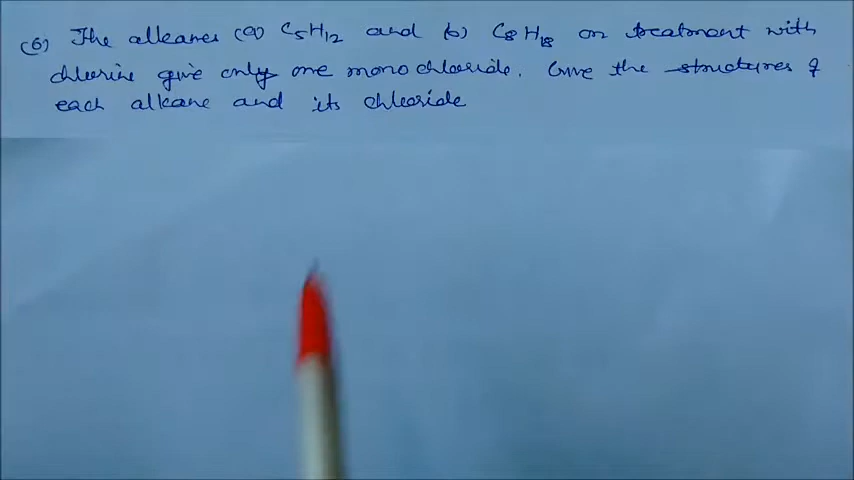 (6) The alkanes (a) C5H12 and (b) C8H18 on treatment with
chlorine give only one monochloride. Give the structures of
each alkane and its chloride